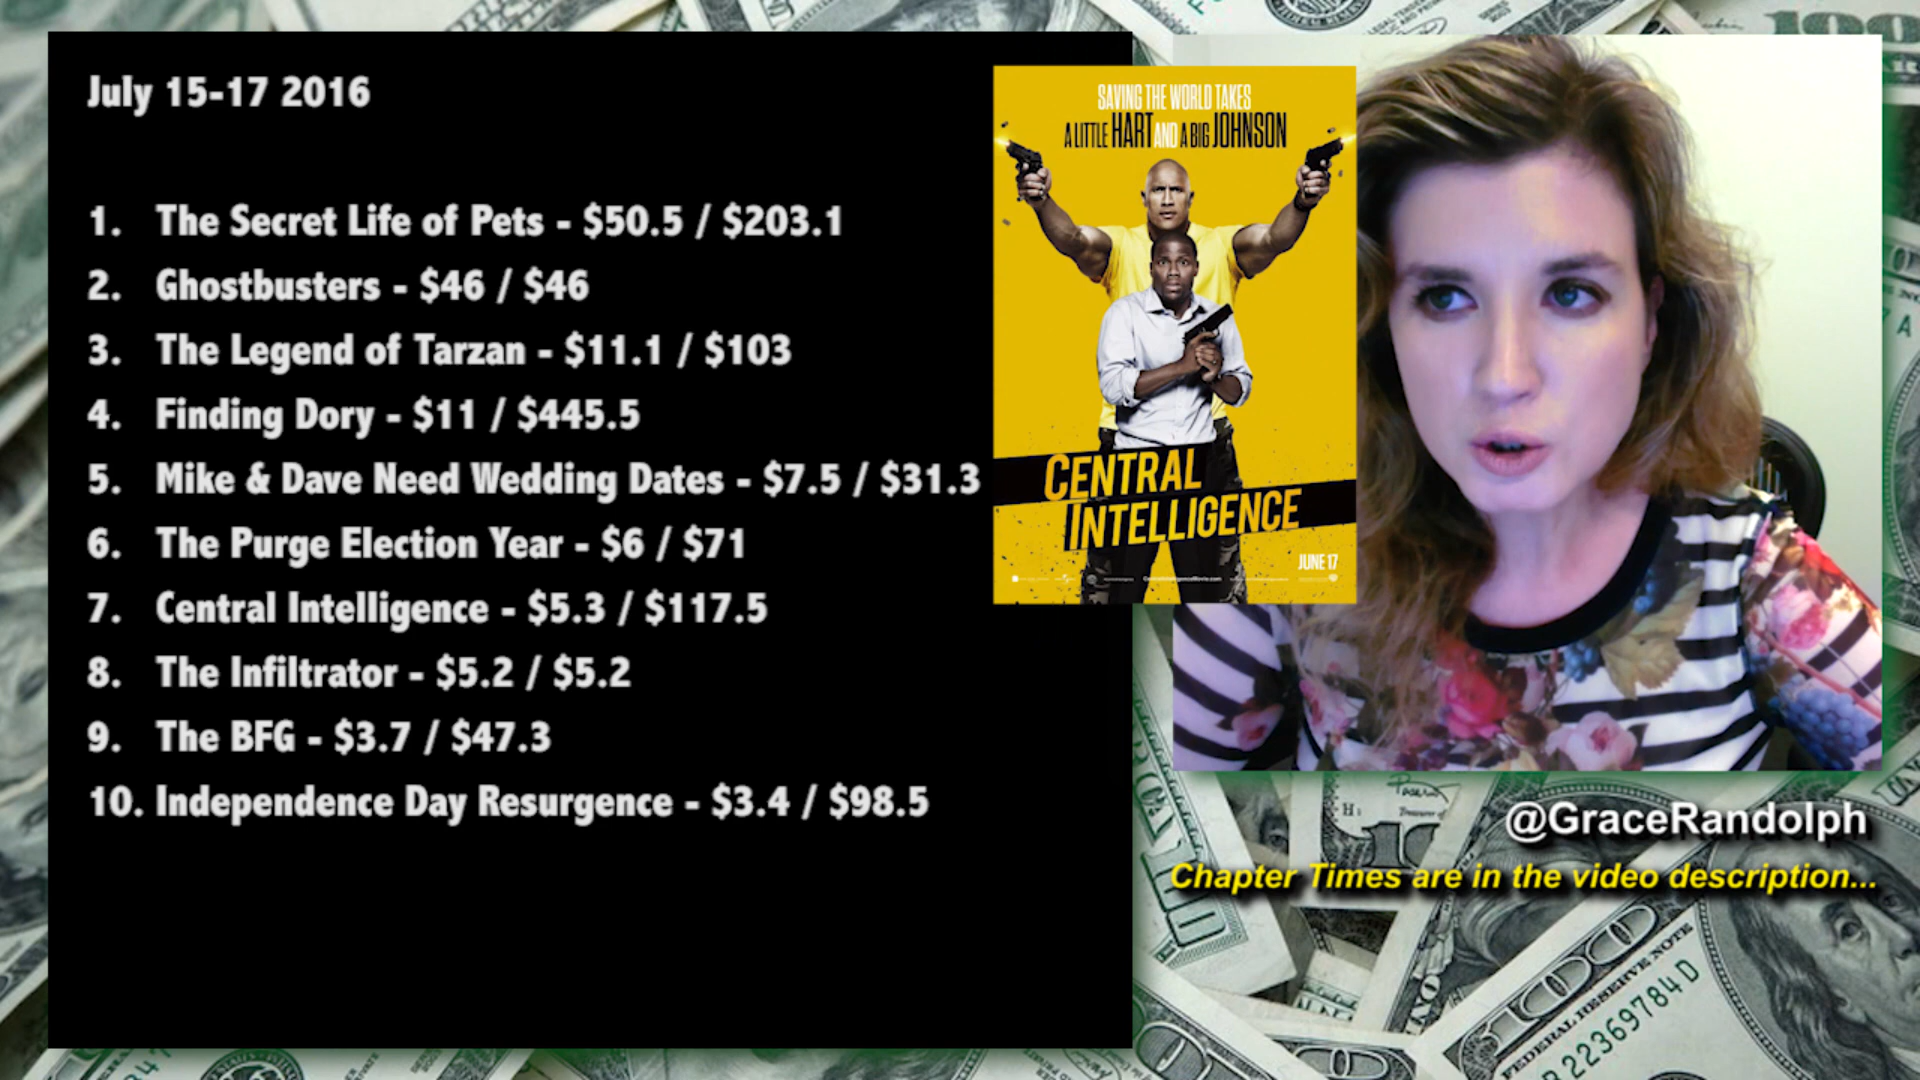 July 15-17 2016
1. The Secret Life of Pets - $50.5 / $203.1
2. Ghostbusters - $46 / $46
3. The Legend of Tarzan - $11.1 / $103
4. Finding Dory - $11 / $445.5
5. Mike & Dave Need Wedding Dates - $7.5 / $31.3
6. The Purge Election Year - $6 / $71
7. Central Intelligence - $5.3 / $117.5
8. The Infiltrator - $5.2 / $5.2
9. The BFG - $3.7 / $47.3
10. Independence Day Resurgence - $3.4 / $98.5
SAVING THE WORLD TAKES
A LITTLE HART AND A BIG JOHNSON
CENTRAL
INTELLIGENCE
JUNE 17
@GraceRandolph
Chapter Times are in the video description...
100
FEDERAL RESERVE NOTE
22369784D